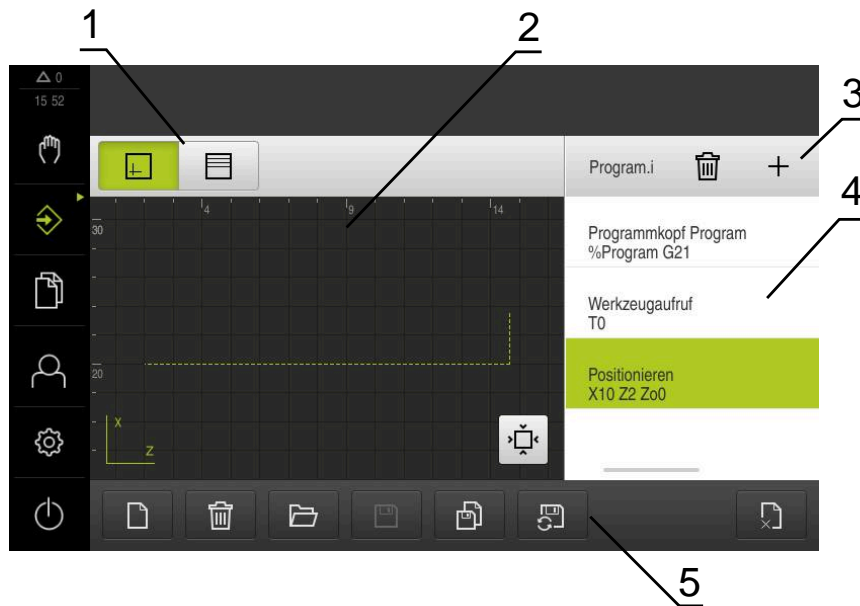 1
2
0
15 52
3
Program.i
4
4
9
14
30
Programmkopf Program
%Program G21
Werkzeugaufruf
T0
20
Positionieren
X10 Z2 Zo0
X
Z
5